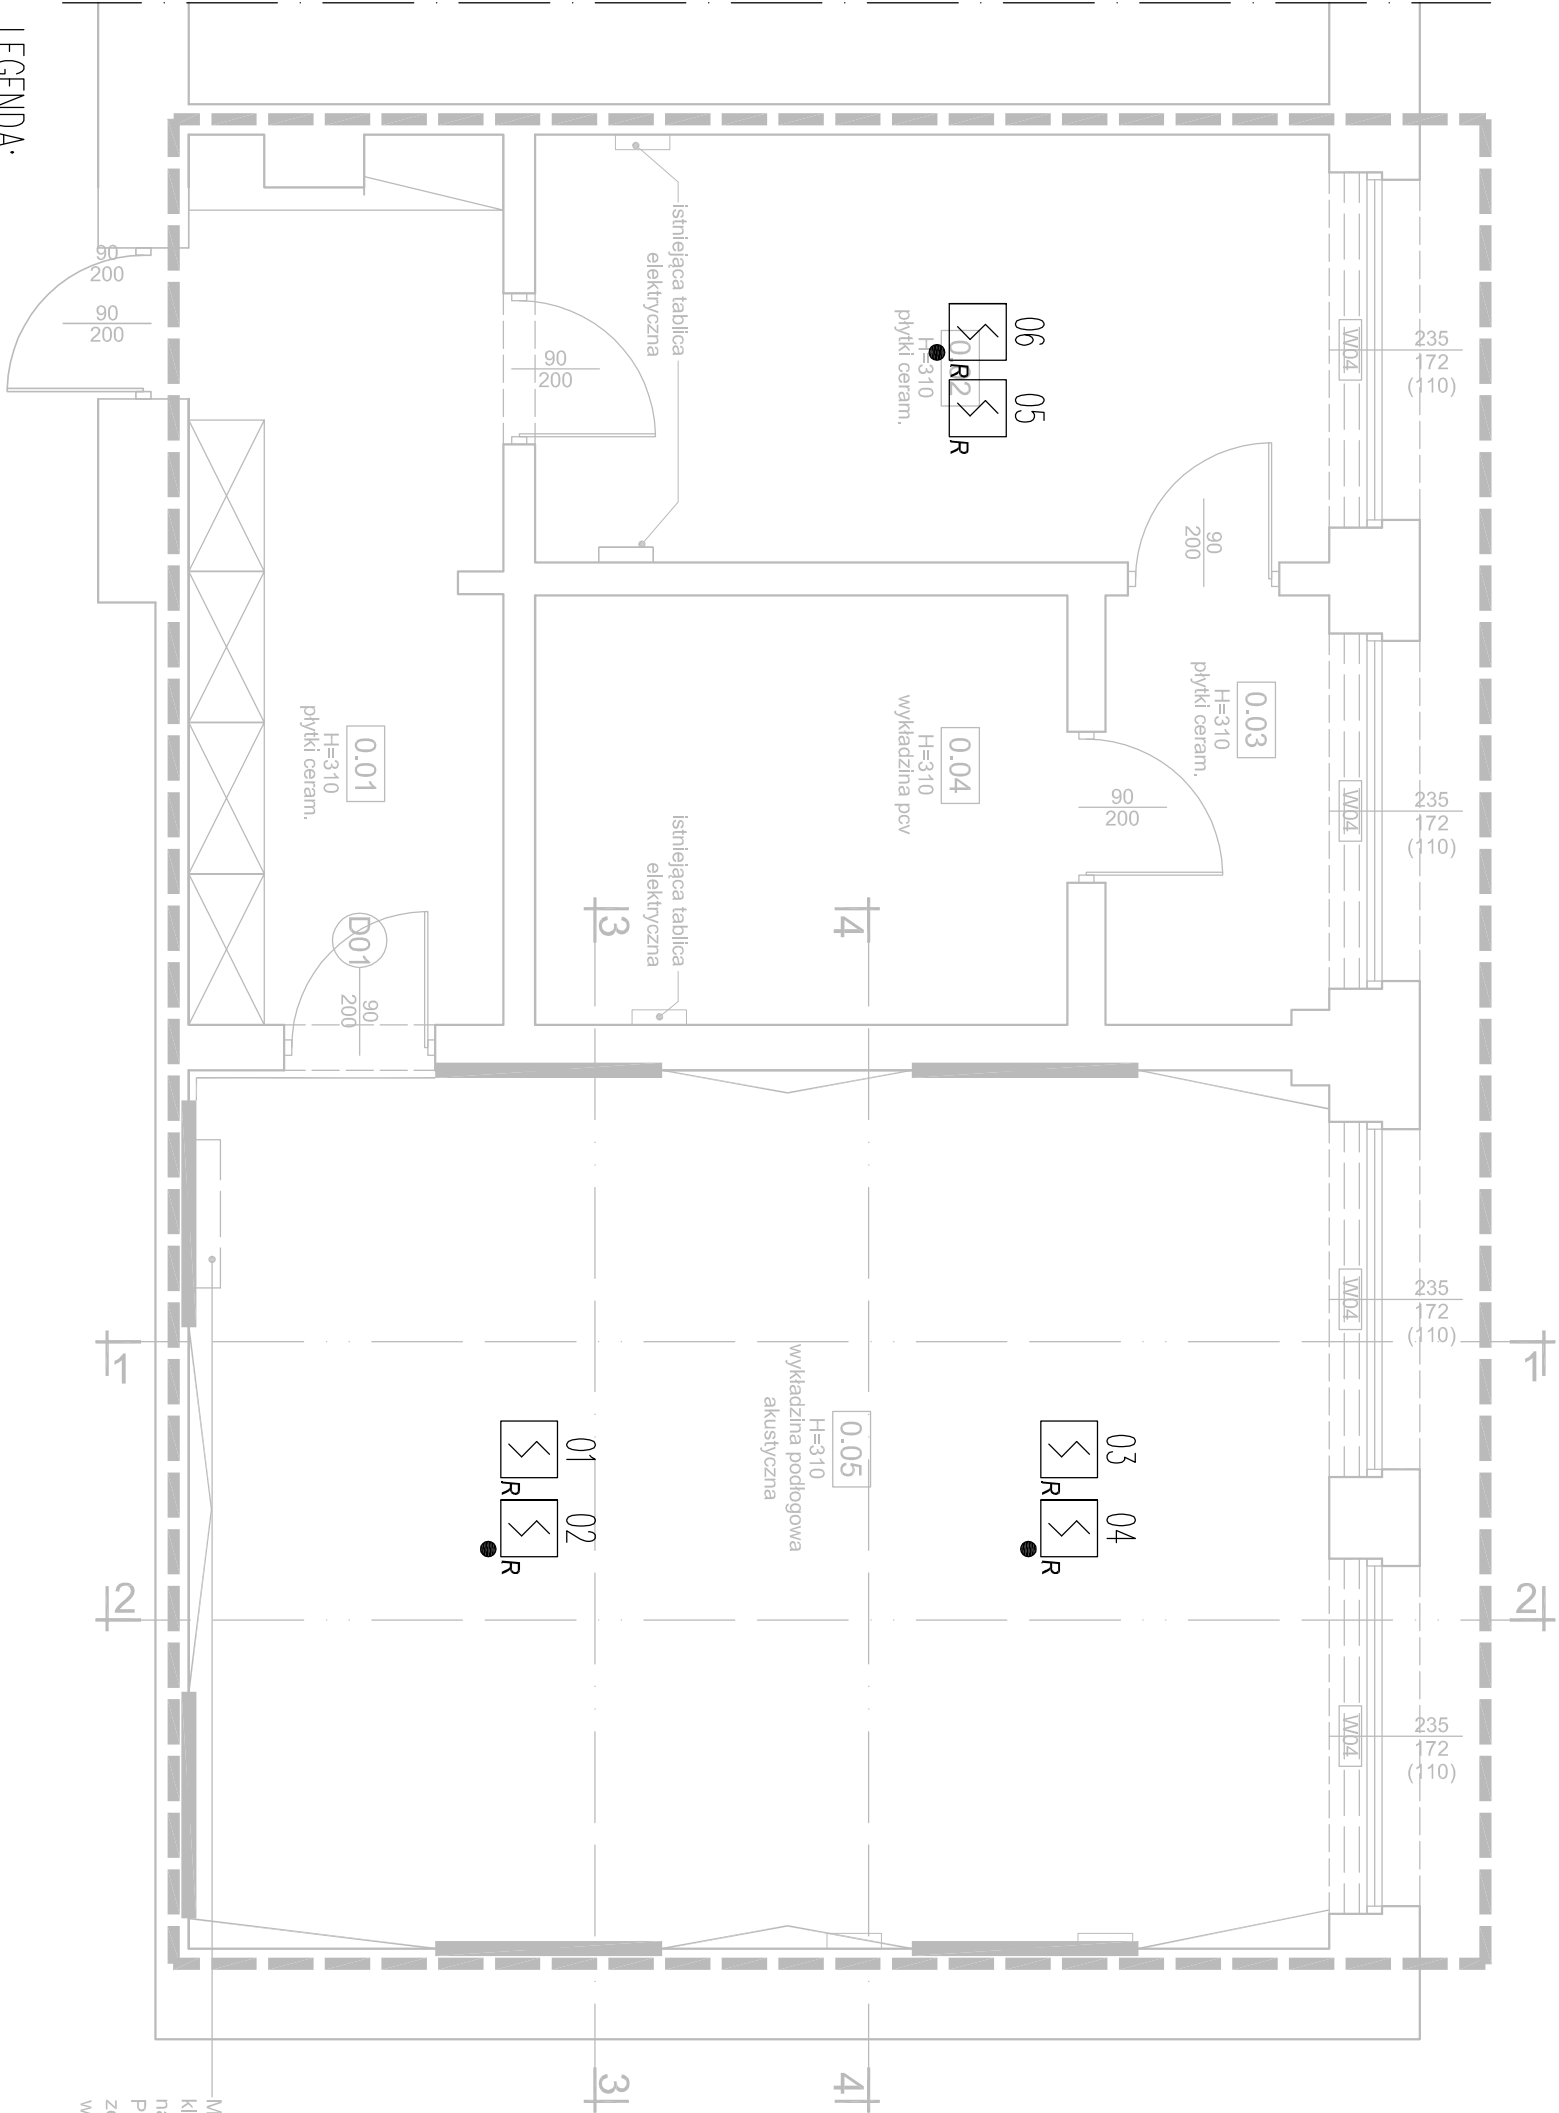 LEGENDA:
90
200
90
200
90
200
istniejąca tablica
elektryczna
06
R
05
R
0.02
H=310
płytki ceram.
W04
235
172
(110)
90
200
0.03
H=310
płytki ceram.
W04
235
172
(110)
0.04
H=310
wykładzina pcv
90
200
0.01
H=310
płytki ceram.
istniejąca tablica
elektryczna
D01
90
200
3
4
W04
235
172
(110)
1
1
0.05
H=310
wykładzina podłogowa
akustyczna
01
R
02
R
03
R
04
R
2
2
W04
235
172
(110)
3
4